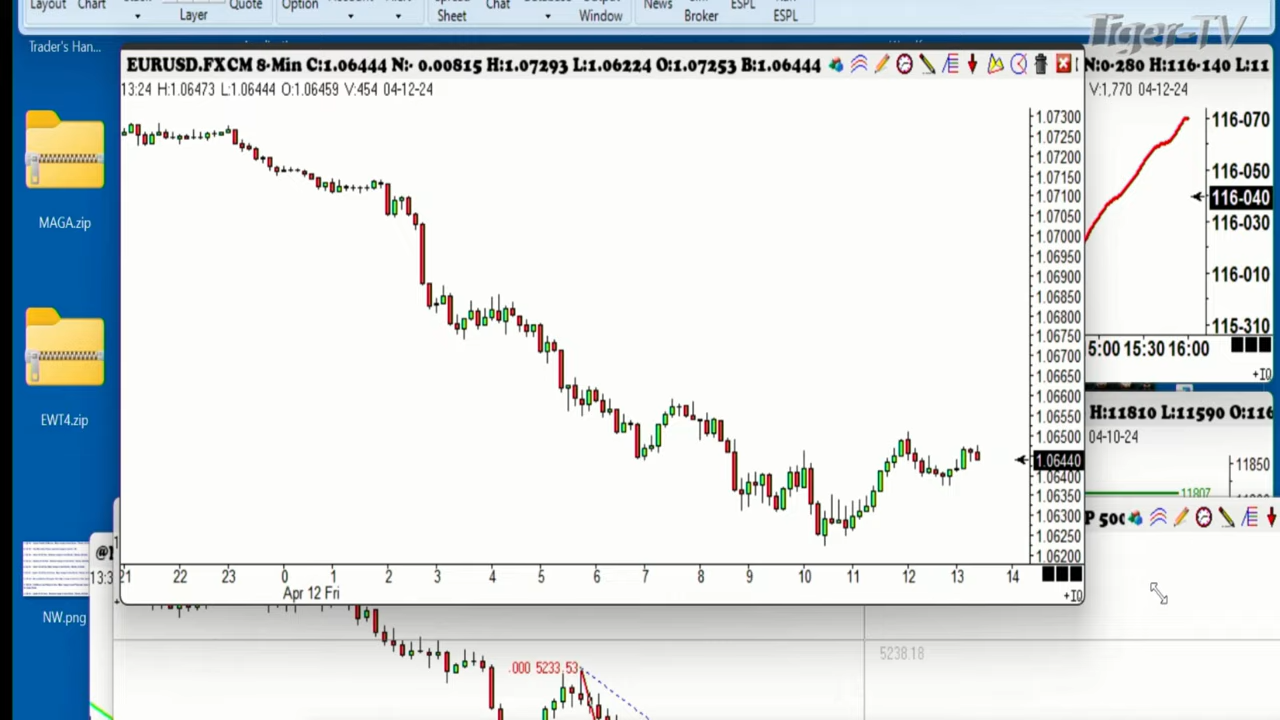 Layout
Chart
Layer
Quote
Option
Sheet
Chat
Window
News
Broker
ESPL
ESPL
Tiger-TV
Trader's Han...
MAGA.zip
EWT4.zip
NW.png
EURUSD.FXCM 8-Min C:1.06444 N:- 0.00815 H:1.07293 L:1.06224 O:1.07253 B:1.06444
13:24 H:1.06473 L:1.06444 O:1.06459 V:454 04-12-24
1.07300
1.07250
1.07200
1.07150
1.07100
1.07050
1.07000
1.06950
1.06900
1.06850
1.06800
1.06750
1.06700
1.06650
1.06600
1.06550
1.06500
1.06440
1.06400
1.06350
1.06300
1.06250
1.06200
21 22 23 0 1 2 3 4 5 6 7 8 9 10 11 12 13 14
Apr 12 Fri
+IQ
N:0-280 H:116-140 L:11
V:1,770 04-12-24
116-070
116-050
116-040
116-030
116-010
115-310
5:00 15:30 16:00
+IQ
H:11810 L:11590 O:116
04-10-24
11850
11807
P 500
13:3
.000 5233.53
5238.18